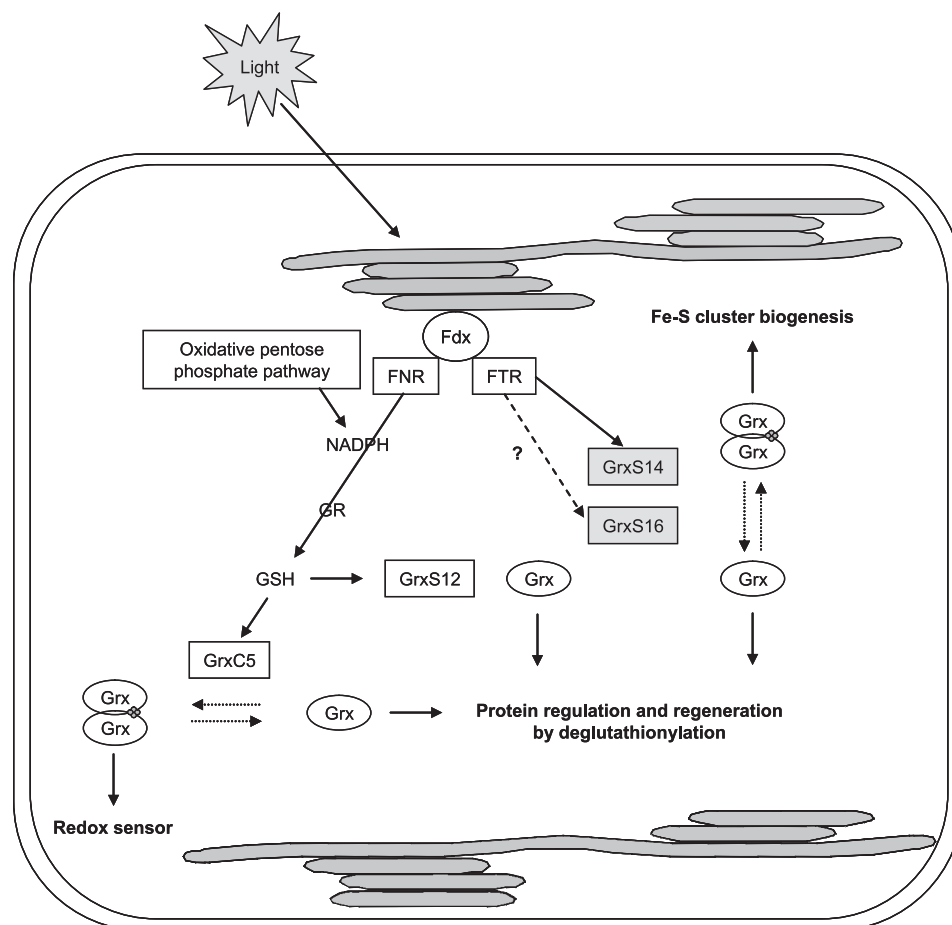 Light
Fe-S cluster biogenesis
Fdx
Oxidative pentose
phosphate pathway
FNR
FTR
NADPH
?
Grx
Grx
GrxS14
GR
GrxS16
GSH
GrxS12
Grx
Grx
GrxC5
Grx
Grx
Grx
Protein regulation and regeneration
by deglutathionylation
Redox sensor